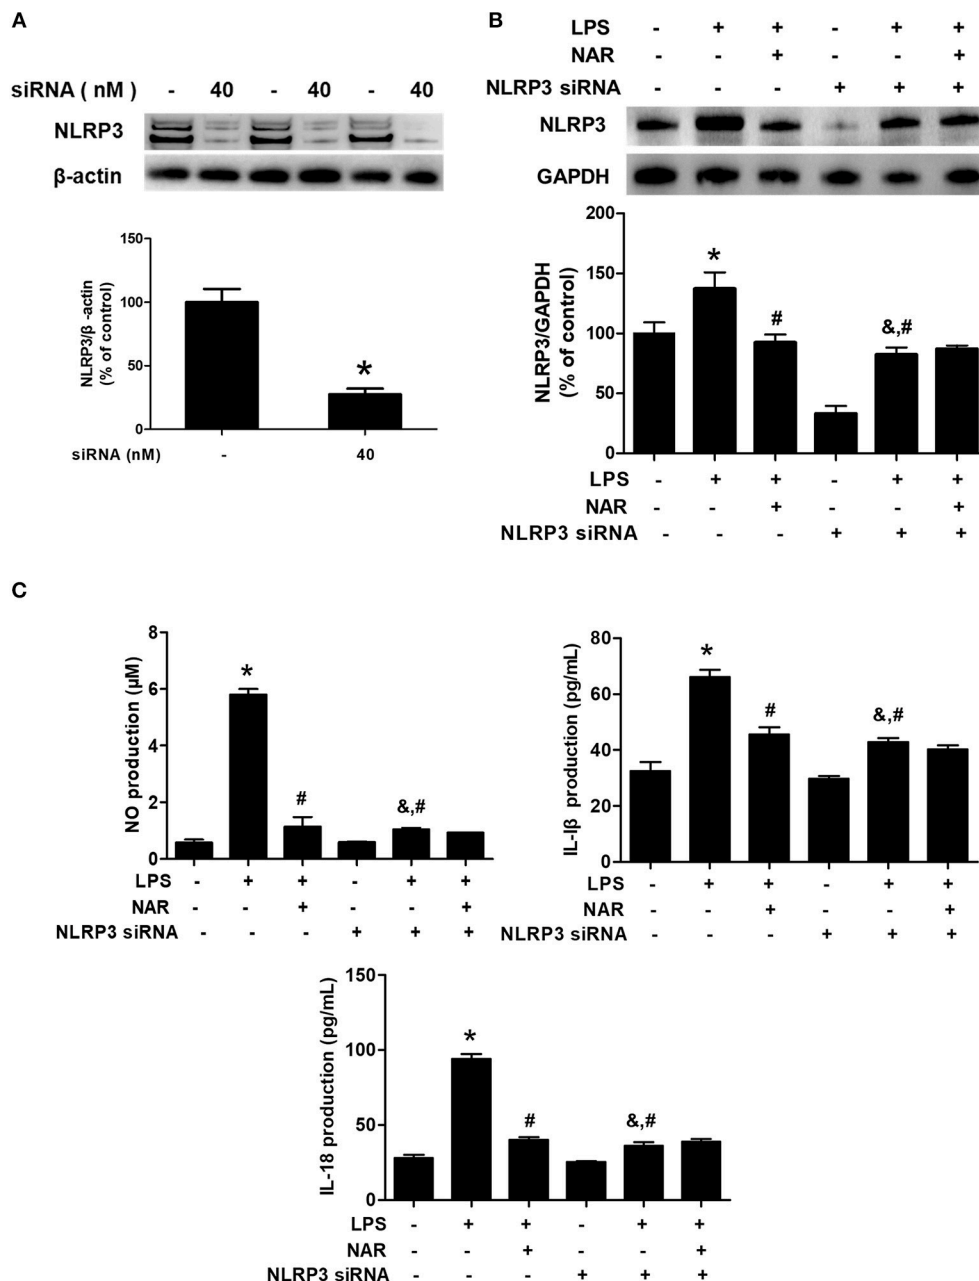 A
siRNA ( nM ) - 40 - 40 - 40
NLRP3
β-actin
NLRP3/β -actin
(% of control)
150
100
50
0
*
siRNA (nM) - 40
B
LPS - + + - + +
NAR - - + - - +
NLRP3 siRNA - - - + + +
NLRP3
GAPDH
NLRP3/GAPDH
(% of control)
200
150
100
50
0
* # &,#
LPS - + + - + +
NAR - - + - - +
NLRP3 siRNA - - - + + +
C
NO production (μM)
8
6
4
2
0
* # &,#
LPS - + + - + +
NAR - - + - - +
NLRP3 siRNA - - - + + +
IL-Iβ production (pg/mL)
80
60
40
20
0
* # &,#
LPS - + + - + +
NAR - - + - - +
NLRP3 siRNA - - - + + +
IL-18 production (pg/mL)
150
100
50
0
* # &,#
LPS - + + - + +
NAR - - + - - +
NLRP3 siRNA - - - + + +